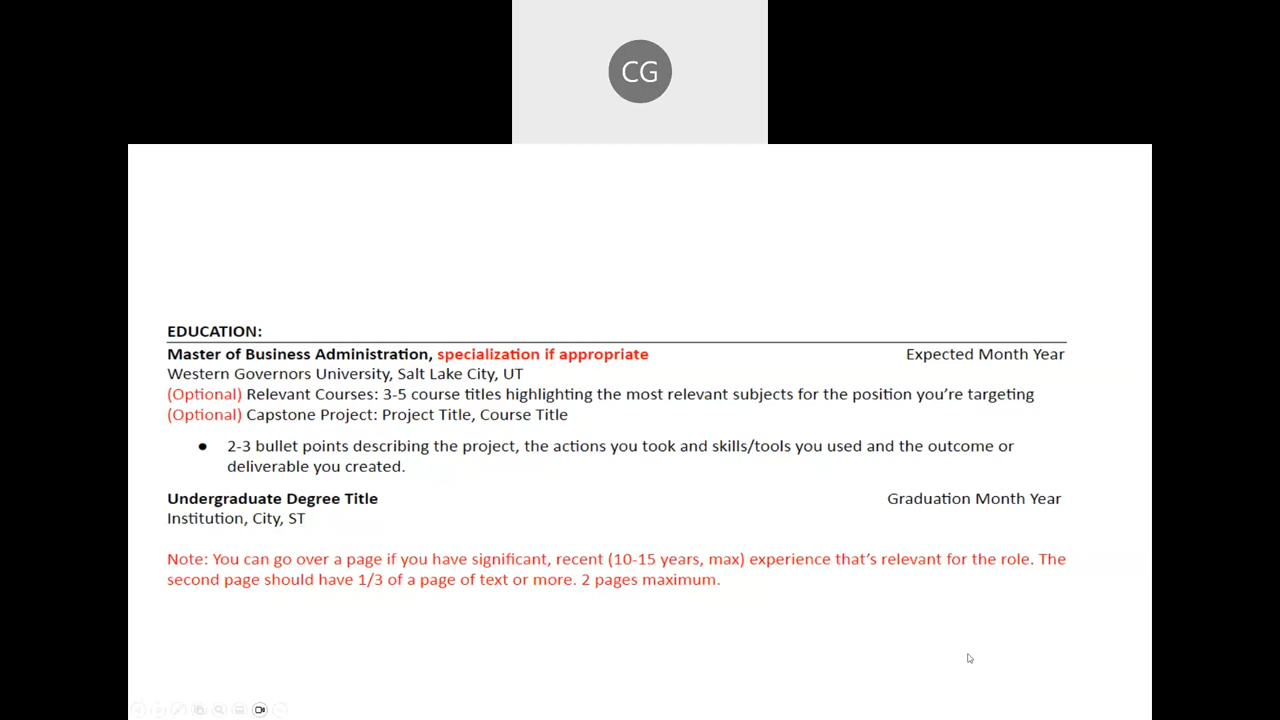 CG
EDUCATION:
Master of Business Administration, specialization if appropriate Expected Month Year
Western Governors University, Salt Lake City, UT
(Optional) Relevant Courses: 3-5 course titles highlighting the most relevant subjects for the position you're targeting
(Optional) Capstone Project: Project Title, Course Title
● 2-3 bullet points describing the project, the actions you took and skills/tools you used and the outcome or
deliverable you created.
Undergraduate Degree Title Graduation Month Year
Institution, City, ST
Note: You can go over a page if you have significant, recent (10-15 years, max) experience that's relevant for the role. The
second page should have 1/3 of a page of text or more. 2 pages maximum.